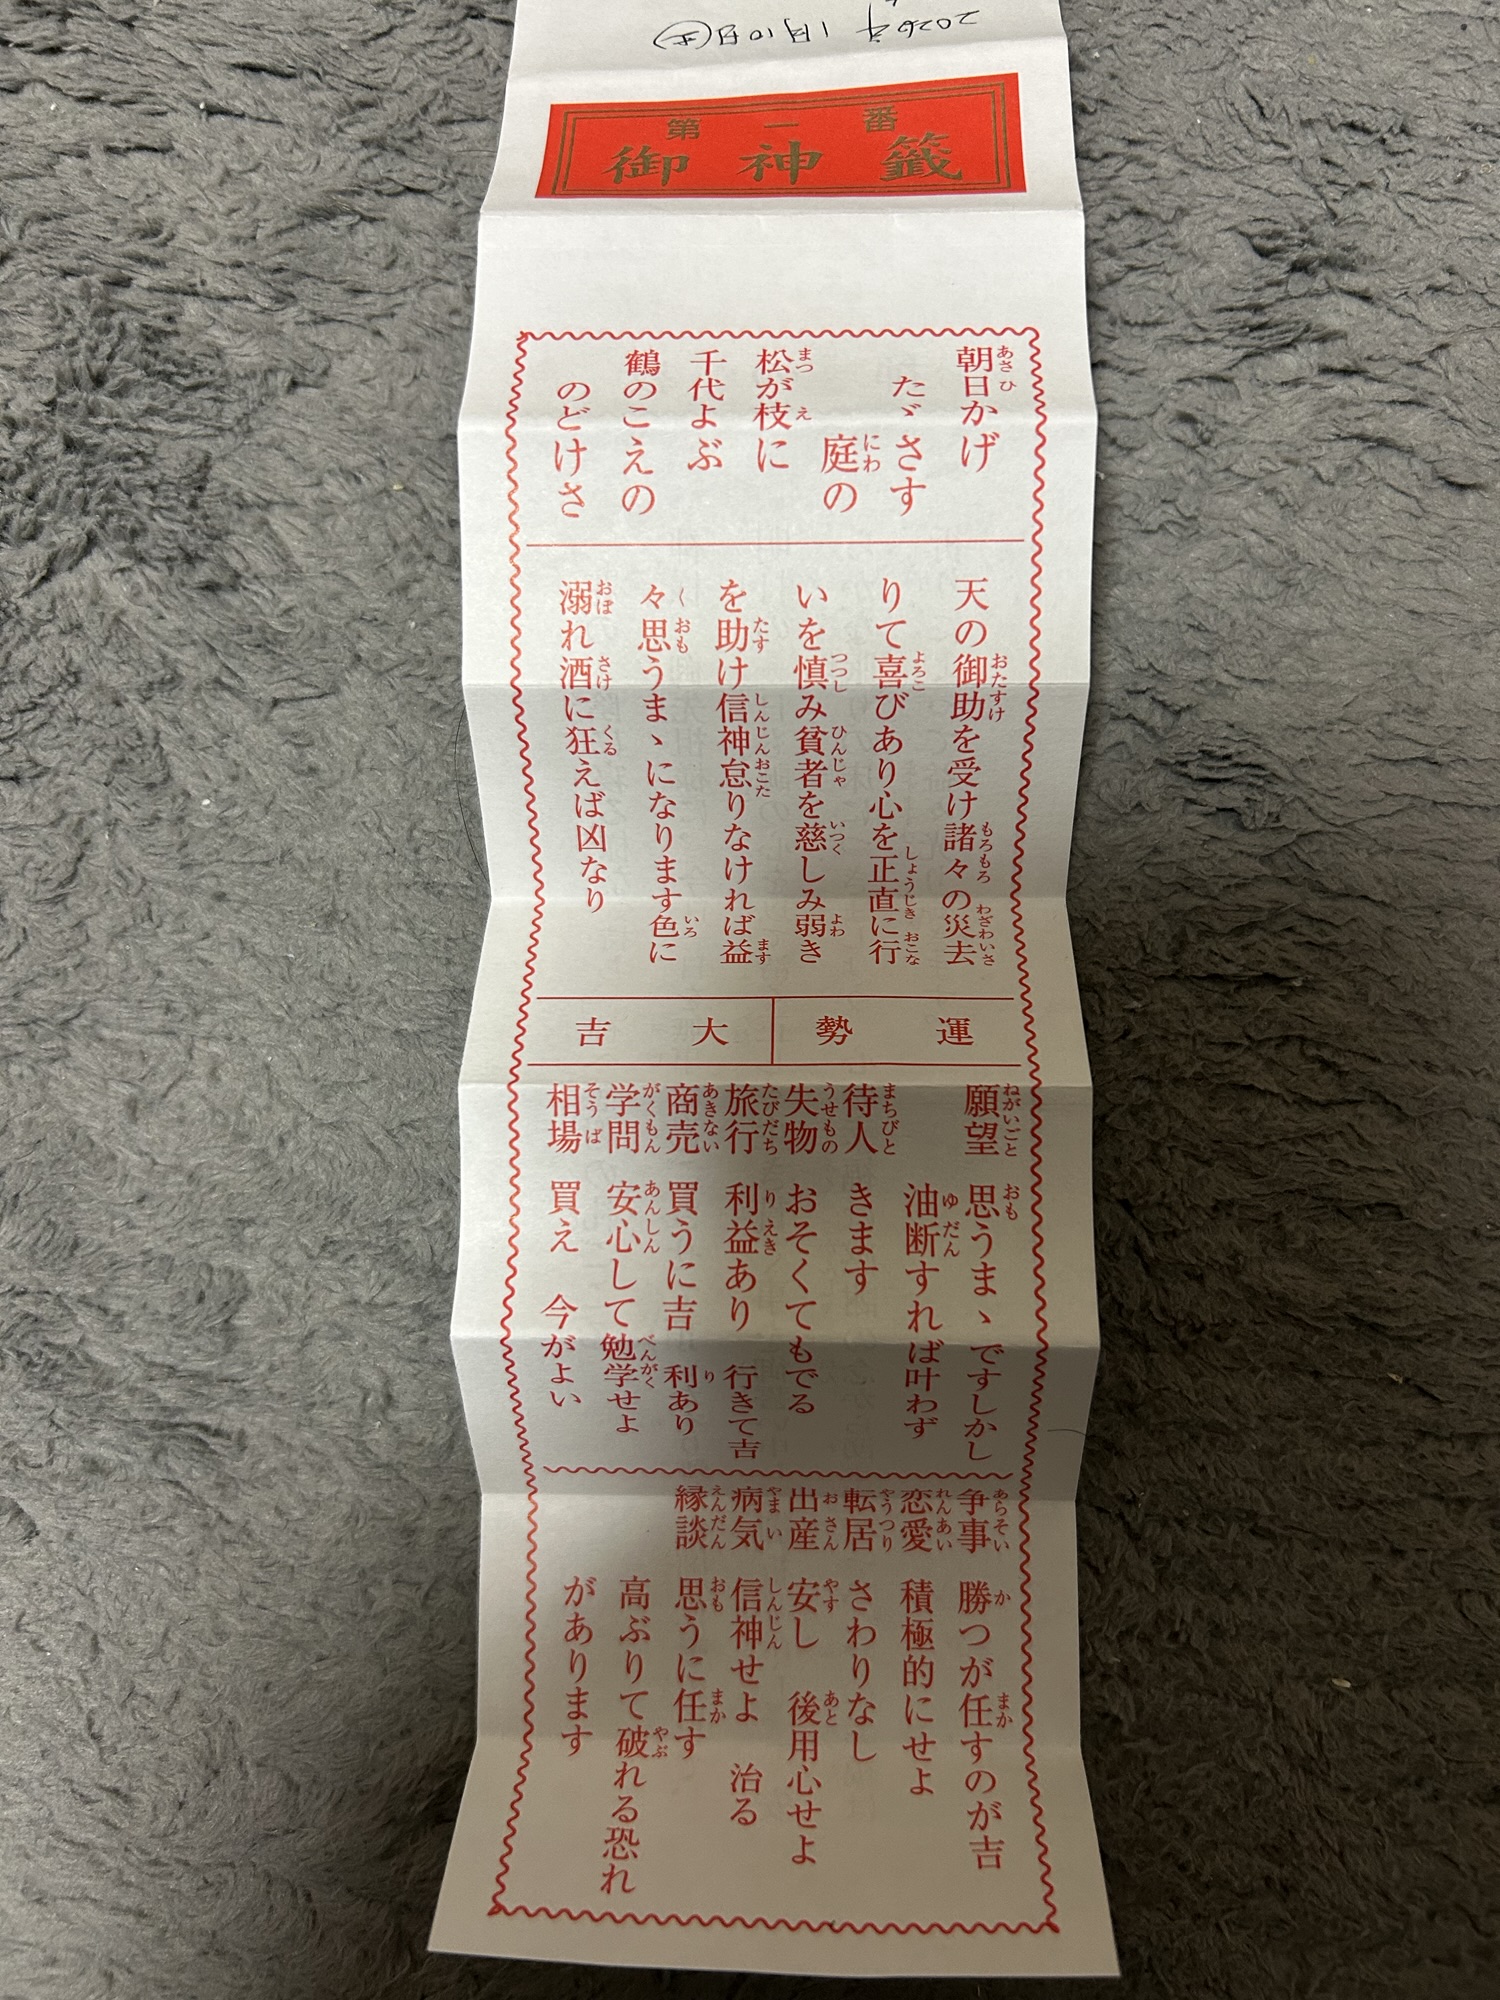 2026年1月10日(土)
第一番
御神籤
朝日かげ
たゞさす
庭の
松が枝に
千代よぶ
鶴のこえの
のどけさ
天の御助を受け諸々の災去
りて喜びあり心を正直に行
いを慎み貧者を慈しみ弱き
を助け信神怠りなければ益
々思うまゝになります色に
溺れ酒に狂えば凶なり
運勢 大吉
願望 思うまゝですしかし
油断すれば叶わず
待人 きます
失物 おそくてもでる
旅行 利益あり 行きて吉
商売 買うに吉 利あり
学問 安心して勉学せよ
相場 買え 今がよい
争事 勝つが任すのが吉
恋愛 積極的にせよ
転居 さわりなし
出産 安し 後用心せよ
病気 信神せよ 治る
縁談 思うに任す
高ぶりて破れる恐れ
があります